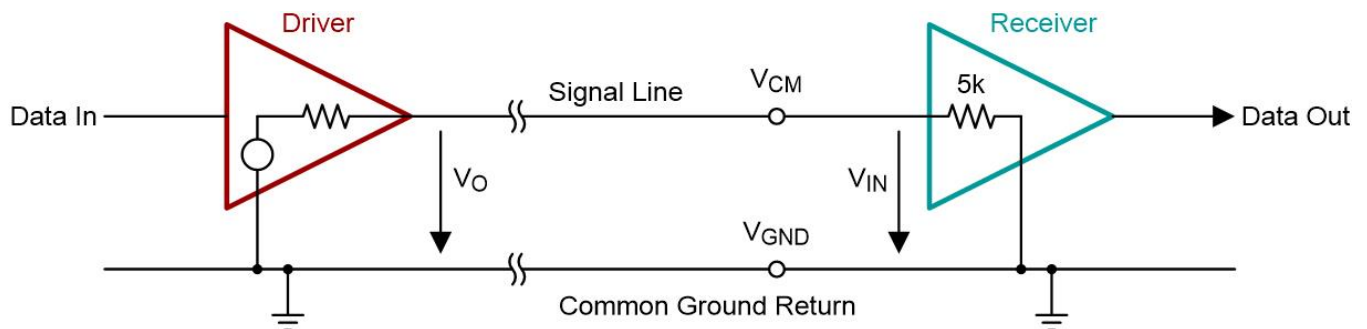 Driver
Receiver
Data In
Signal Line
VCM
5k
Data Out
VO
VIN
VGND
Common Ground Return